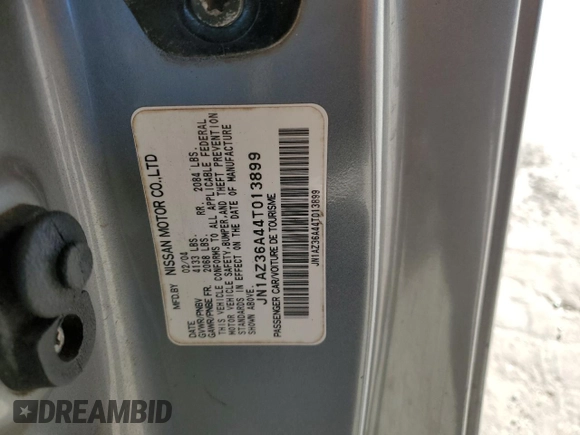 MFD.BY NISSAN MOTOR CO.,LTD
DATE 02/04
GVWR/PNBV 4133 LBS.
GAWR/PNBE FR. 2068 LBS. RR. 2084 LBS.
THIS VEHICLE CONFORMS TO ALL APPLICABLE FEDERAL
MOTOR VEHICLE SAFETY,BUMPER,AND THEFT PREVENTION
STANDARDS IN EFFECT ON THE DATE OF MANUFACTURE
SHOWN ABOVE.
JN1AZ36A44T013899
PASSENGER CAR/VOITURE DE TOURISME
JN1AZ36A44T013899
DREAMBID